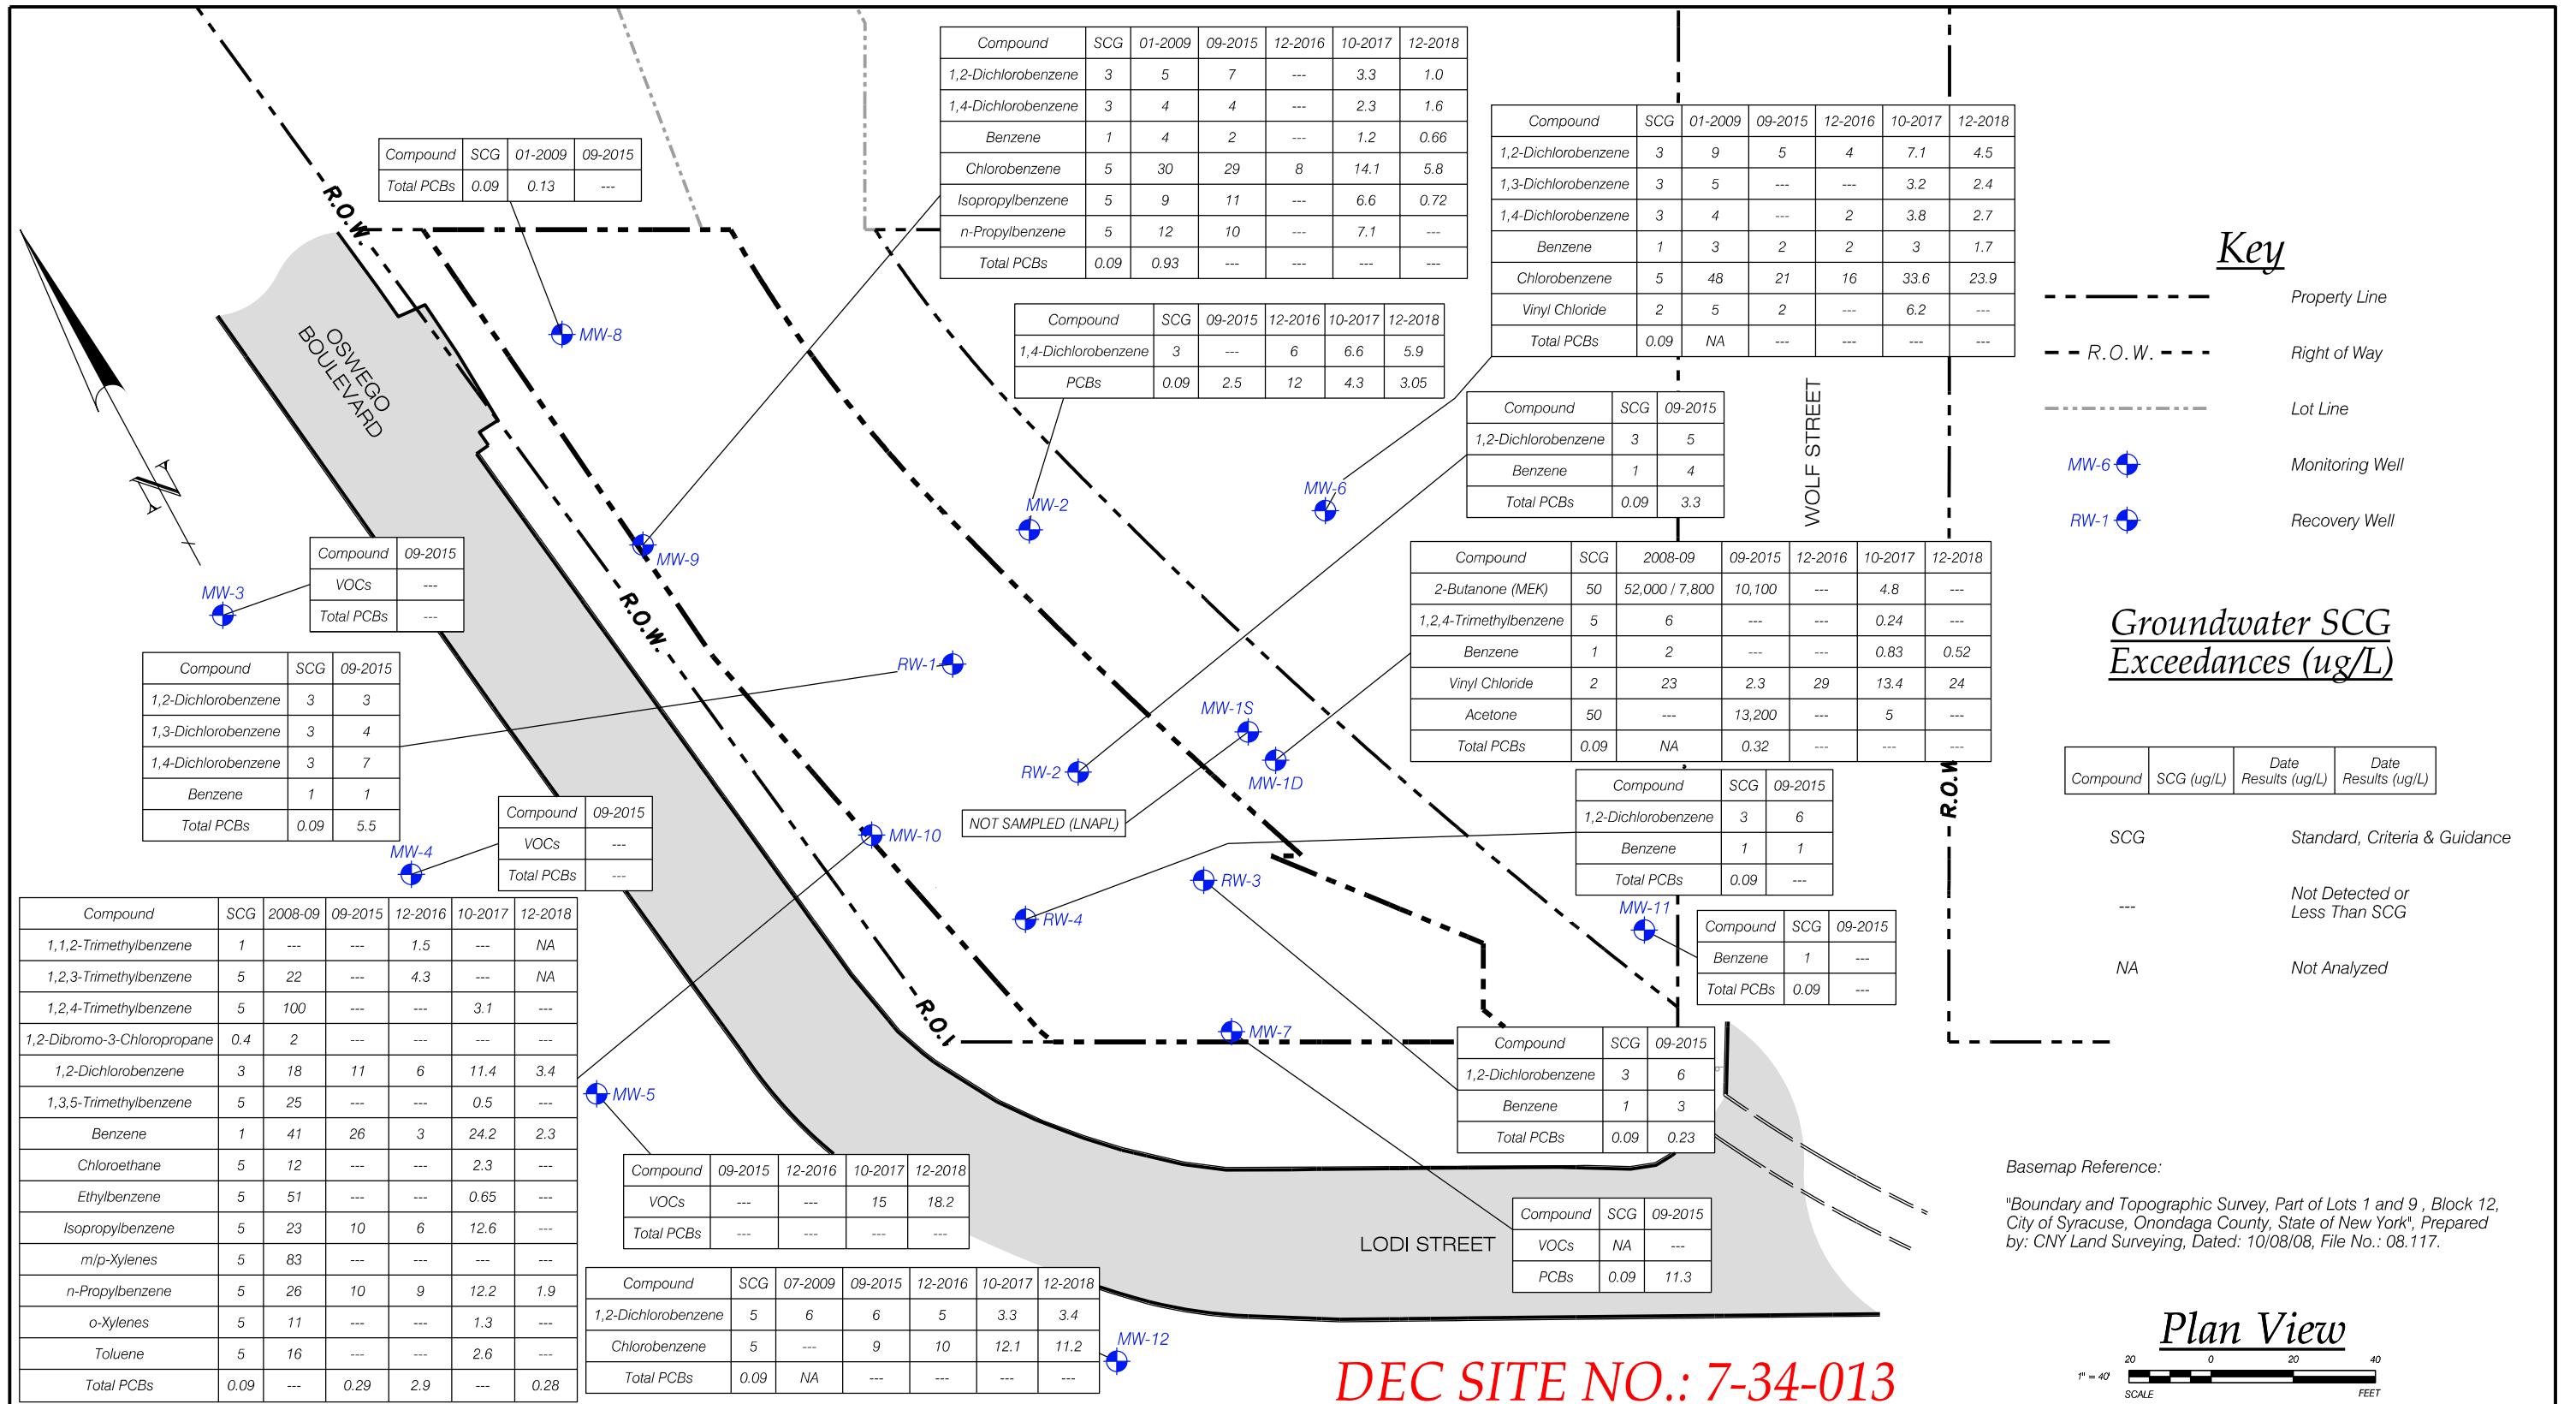 Compound SCG 01-2009 09-2015 12-2016 10-2017 12-2018
1,2-Dichlorobenzene 3 5 7 --- 3.3 1.0
1,4-Dichlorobenzene 3 4 4 --- 2.3 1.6
Benzene 1 4 2 --- 1.2 0.66
Chlorobenzene 5 30 29 8 14.1 5.8
Isopropylbenzene 5 9 11 --- 6.6 0.72
n-Propylbenzene 5 12 10 --- 7.1 ---
Total PCBs 0.09 0.93 --- --- --- ---
Compound SCG 01-2009 09-2015
Total PCBs 0.09 0.13 ---
Compound SCG 01-2009 09-2015 12-2016 10-2017 12-2018
1,2-Dichlorobenzene 3 9 5 4 7.1 4.5
1,3-Dichlorobenzene 3 5 --- --- 3.2 2.4
1,4-Dichlorobenzene 3 4 --- 2 3.8 2.7
Benzene 1 3 2 2 3 1.7
Chlorobenzene 5 48 21 16 33.6 23.9
Vinyl Chloride 2 5 2 --- 6.2 ---
Total PCBs 0.09 NA --- --- --- ---
Compound SCG 09-2015 12-2016 10-2017 12-2018
1,4-Dichlorobenzene 3 --- 6 6.6 5.9
PCBs 0.09 2.5 12 4.3 3.05
Compound SCG 09-2015
1,2-Dichlorobenzene 3 5
Benzene 1 4
Total PCBs 0.09 3.3
R.O.W.
OSWEGO
BOULEVARD
MW-8
MW-2
MW-6
MW-9
WOLF STREET
N
Compound 09-2015
VOCs ---
Total PCBs ---
MW-3
R.O.W.
Compound SCG 2008-09 09-2015 12-2016 10-2017 12-2018
2-Butanone (MEK) 50 52,000 / 7,800 10,100 --- 4.8 ---
1,2,4-Trimethylbenzene 5 6 --- --- 0.24 ---
Benzene 1 2 --- --- 0.83 0.52
Vinyl Chloride 2 23 2.3 29 13.4 24
Acetone 50 --- 13,200 --- 5 ---
Total PCBs 0.09 NA 0.32 --- --- ---
R.O.W
Compound SCG 09-2015
1,2-Dichlorobenzene 3 3
1,3-Dichlorobenzene 3 4
1,4-Dichlorobenzene 3 7
Benzene 1 1
Total PCBs 0.09 5.5
RW-1
MW-1S
RW-2
MW-1D
NOT SAMPLED (LNAPL)
MW-10
Compound SCG 09-2015
1,2-Dichlorobenzene 3 6
Benzene 1 1
Total PCBs 0.09 ---
Compound 09-2015
VOCs ---
Total PCBs ---
MW-4
RW-3
RW-4
MW-11
Compound SCG 09-2015
Benzene 1 ---
Total PCBs 0.09 ---
Compound SCG 2008-09 09-2015 12-2016 10-2017 12-2018
1,1,2-Trimethylbenzene 1 --- --- 1.5 --- NA
1,2,3-Trimethylbenzene 5 22 --- 4.3 --- NA
1,2,4-Trimethylbenzene 5 100 --- --- 3.1 ---
1,2-Dibromo-3-Chloropropane 0.4 2 --- --- --- ---
1,2-Dichlorobenzene 3 18 11 6 11.4 3.4
1,3,5-Trimethylbenzene 5 25 --- --- 0.5 ---
Benzene 1 41 26 3 24.2 2.3
Chloroethane 5 12 --- --- 2.3 ---
Ethylbenzene 5 51 --- --- 0.65 ---
Isopropylbenzene 5 23 10 6 12.6 ---
m/p-Xylenes 5 83 --- --- --- ---
n-Propylbenzene 5 26 10 9 12.2 1.9
o-Xylenes 5 11 --- --- 1.3 ---
Toluene 5 16 --- --- 2.6 ---
Total PCBs 0.09 --- 0.29 2.9 --- 0.28
R.O.
MW-7
MW-5
Compound SCG 09-2015
1,2-Dichlorobenzene 3 6
Benzene 1 3
Total PCBs 0.09 0.23
Compound 09-2015 12-2016 10-2017 12-2018
VOCs --- --- 15 18.2
Total PCBs --- --- --- ---
LODI STREET
Compound SCG 09-2015
VOCs NA ---
PCBs 0.09 11.3
Compound SCG 07-2009 09-2015 12-2016 10-2017 12-2018
1,2-Dichlorobenzene 5 6 6 5 3.3 3.4
Chlorobenzene 5 --- 9 10 12.1 11.2
Total PCBs 0.09 NA --- --- --- ---
MW-12
DEC SITE NO.: 7-34-013
Key
Property Line
R.O.W. Right of Way
Lot Line
MW-6 Monitoring Well
RW-1 Recovery Well
Groundwater SCG
Exceedances (ug/L)
Compound SCG (ug/L) Date Results (ug/L) Date Results (ug/L)
SCG Standard, Criteria & Guidance
--- Not Detected or
Less Than SCG
NA Not Analyzed
Basemap Reference:
"Boundary and Topographic Survey, Part of Lots 1 and 9 , Block 12,
City of Syracuse, Onondaga County, State of New York", Prepared
by: CNY Land Surveying, Dated: 10/08/08, File No.: 08.117.
Plan View
20 0 20 40
1" = 40'
SCALE FEET